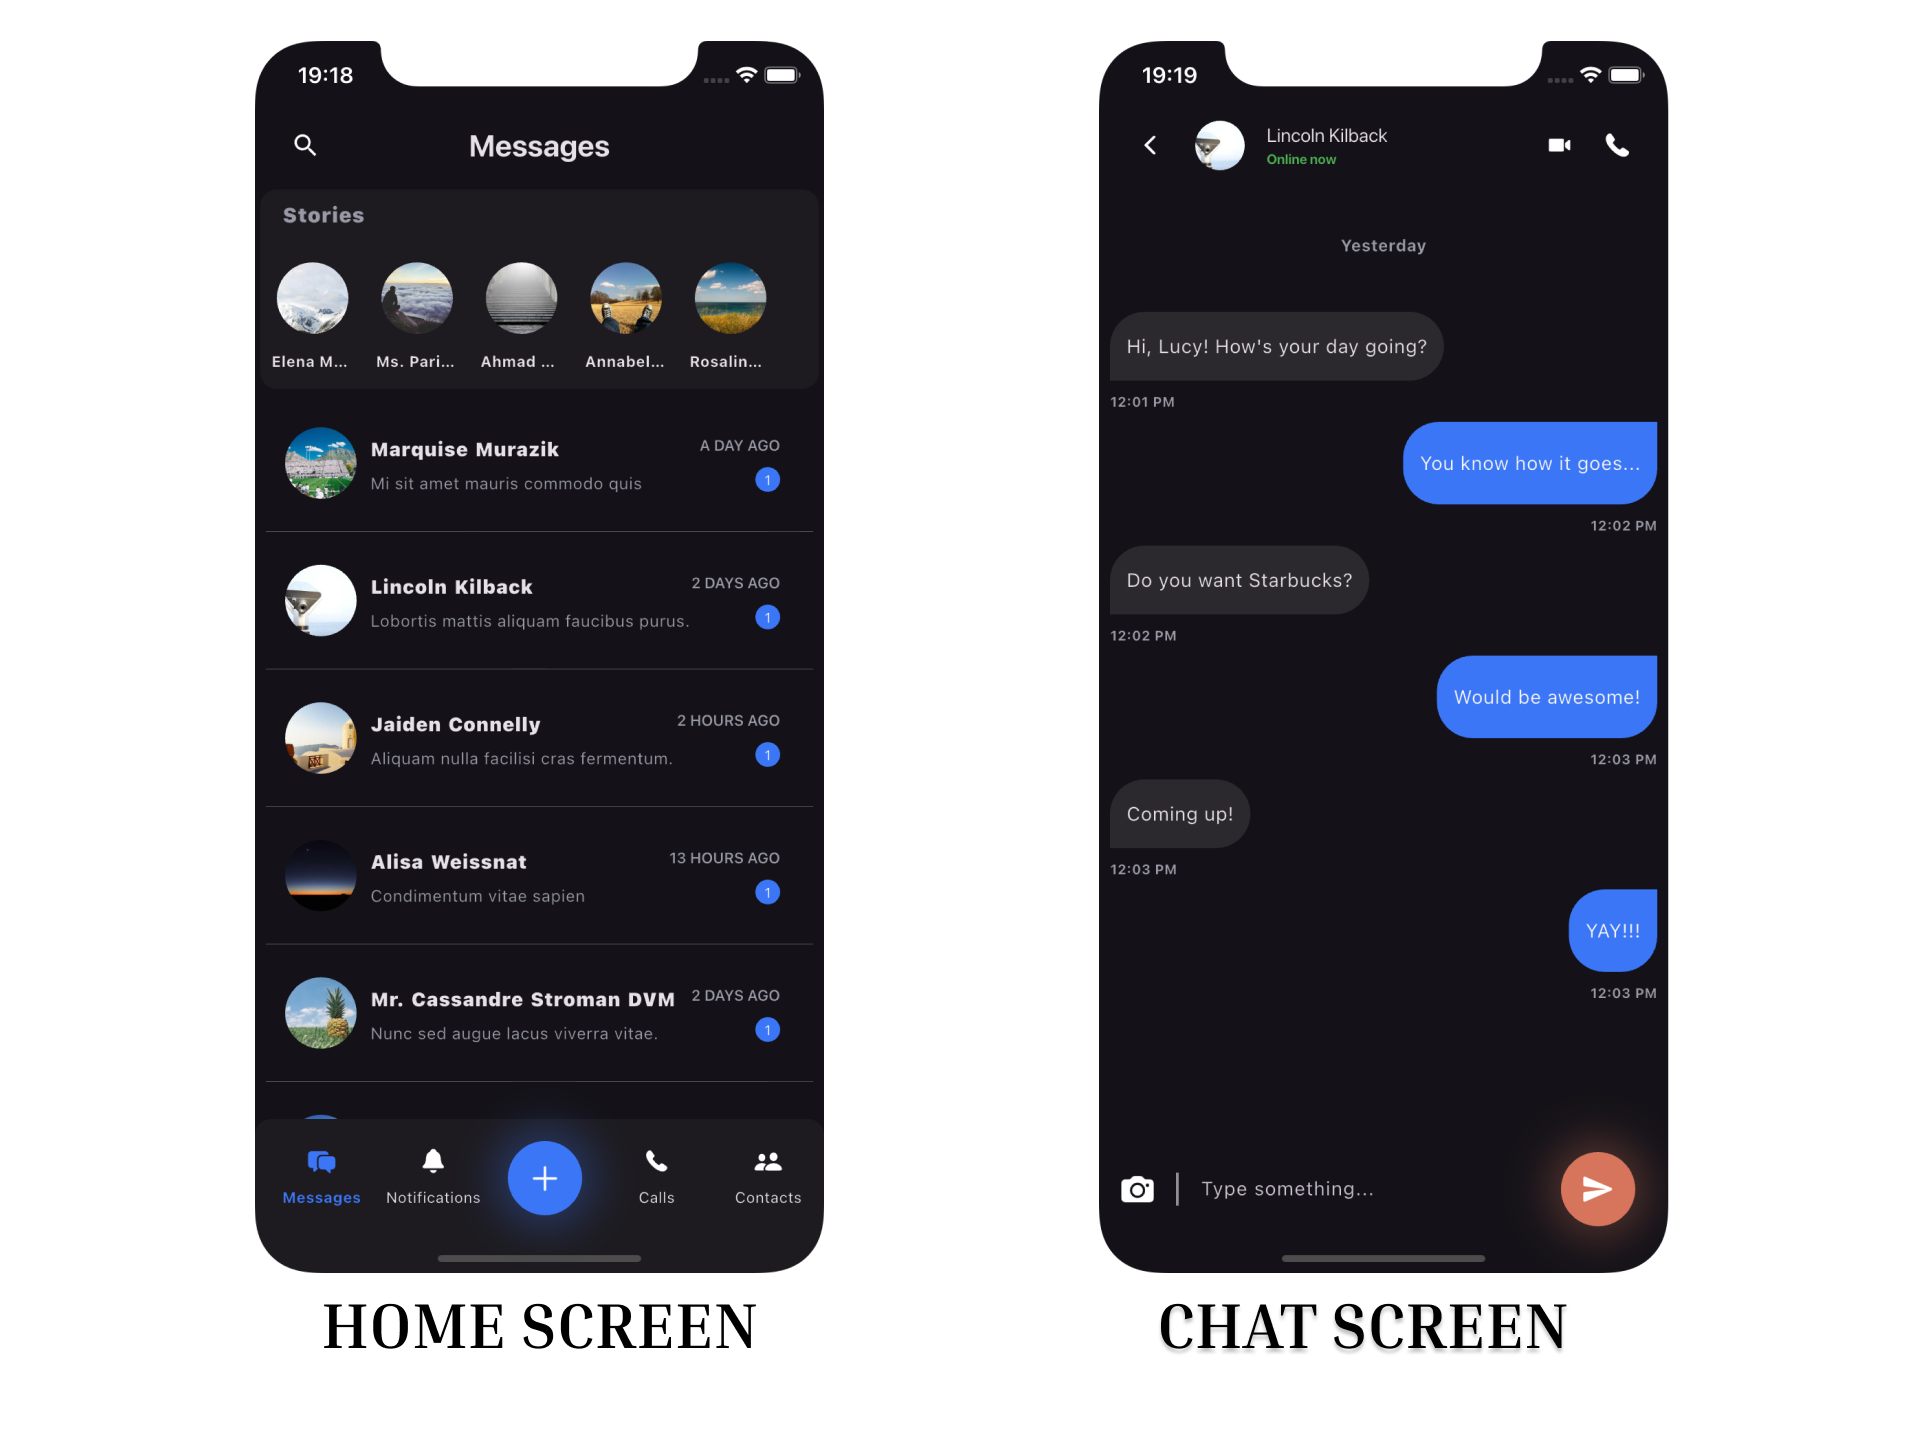 19:18
Messages
Stories
Elena M...
Ms. Pari...
Ahmad ...
Annabel...
Rosalin...
Marquise Murazik
A DAY AGO
Mi sit amet mauris commodo quis
1
Lincoln Kilback
2 DAYS AGO
Lobortis mattis aliquam faucibus purus.
1
Jaiden Connelly
2 HOURS AGO
Aliquam nulla facilisi cras fermentum.
1
Alisa Weissnat
13 HOURS AGO
Condimentum vitae sapien
1
Mr. Cassandre Stroman DVM
2 DAYS AGO
Nunc sed augue lacus viverra vitae.
1
Messages
Notifications
Calls
Contacts
HOME SCREEN
19:19
Lincoln Kilback
Online now
Yesterday
Hi, Lucy! How's your day going?
12:01 PM
You know how it goes...
12:02 PM
Do you want Starbucks?
12:02 PM
Would be awesome!
12:03 PM
Coming up!
12:03 PM
YAY!!!
12:03 PM
Type something...
CHAT SCREEN